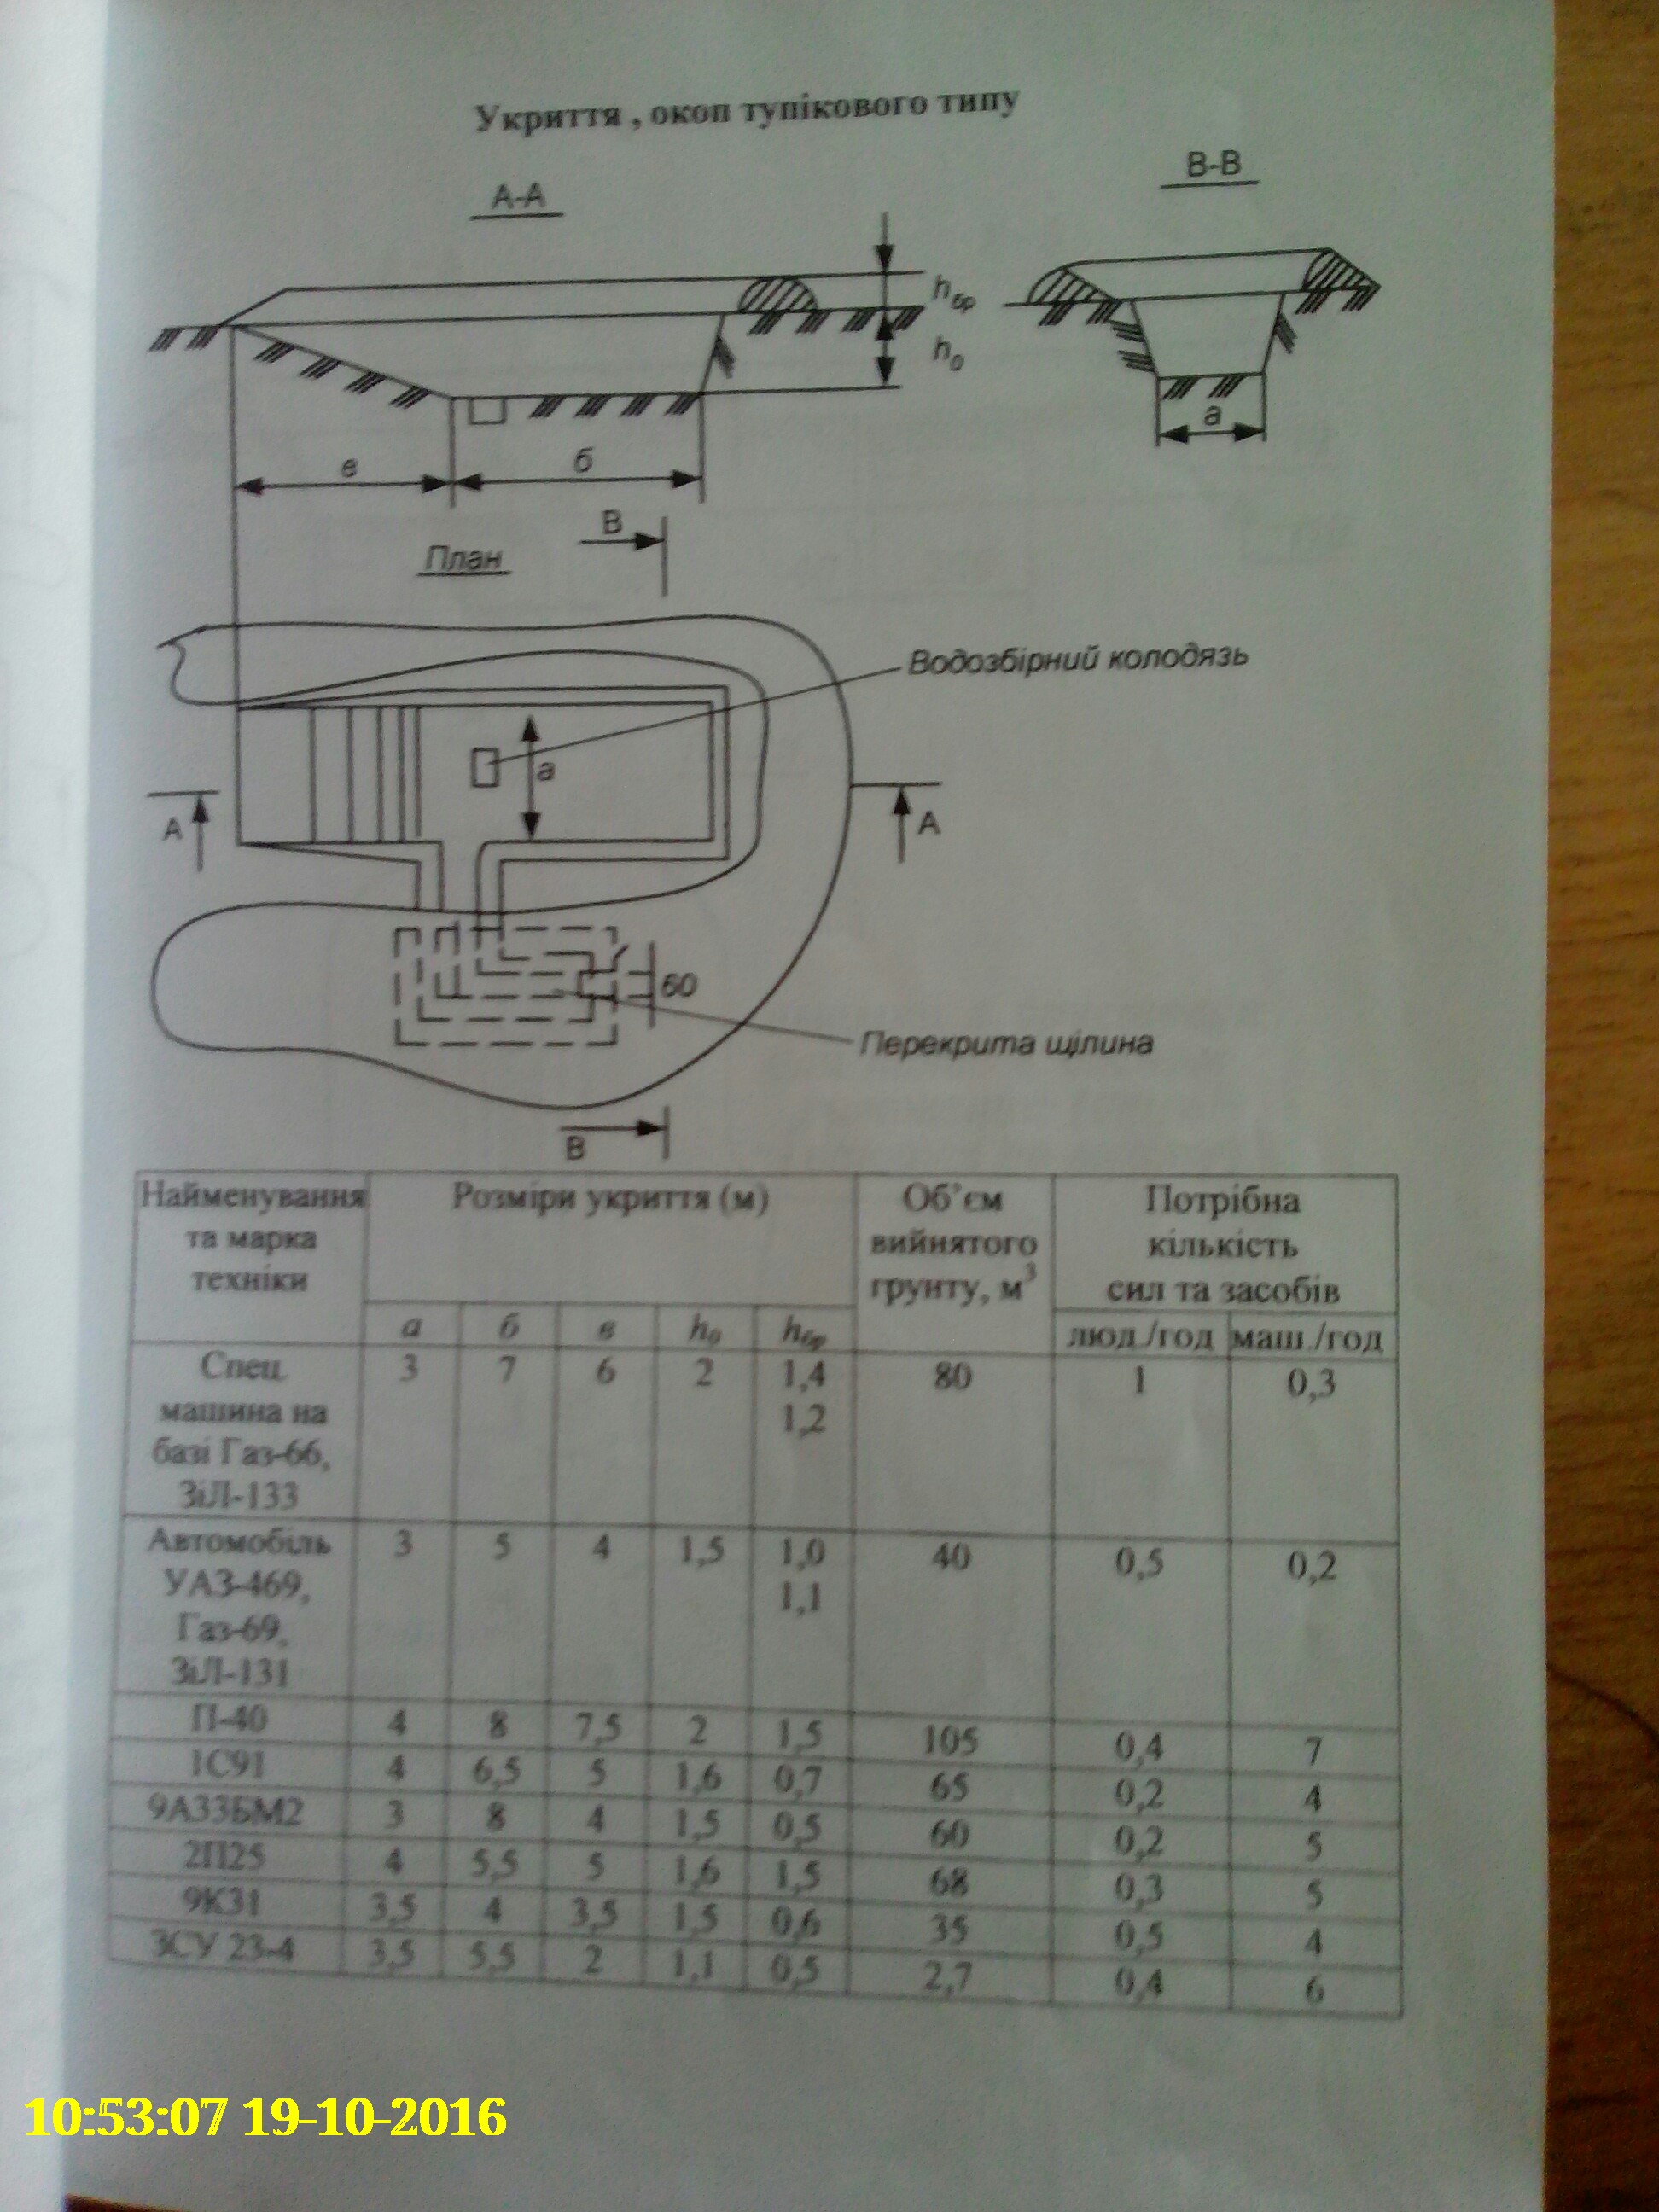 Укриття , окоп тупікового типу
А-А
В-В
hбр
h0
а
в
б
В
План
Водозбірний колодязь
а
А
А
60
Перекрита щілина
В
Найменування та марка техніки
Розміри укриття (м)
Об’єм вийнятого грунту, м3
Потрібна кількість сил та засобів
а б в h0 hбр люд./год маш./год
Спец. машина на базі Газ-66, ЗіЛ-133 3 7 6 2 1,4 1,2 80 1 0,3
Автомобіль УАЗ-469, Газ-69, ЗіЛ-131 3 5 4 1,5 1,0 1,1 40 0,5 0,2
П-40 4 8 7,5 2 1,5 105 0,4 7
1С91 4 6,5 5 1,6 0,7 65 0,2 4
9А33БМ2 3 8 4 1,5 0,5 60 0,2 5
2П25 4 5,5 5 1,6 1,5 68 0,3 5
9К31 3,5 4 3,5 1,5 0,6 35 0,5 4
ЗСУ 23-4 3,5 5,5 2 1,1 0,5 2,7 0,4 6
10:53:07 19-10-2016